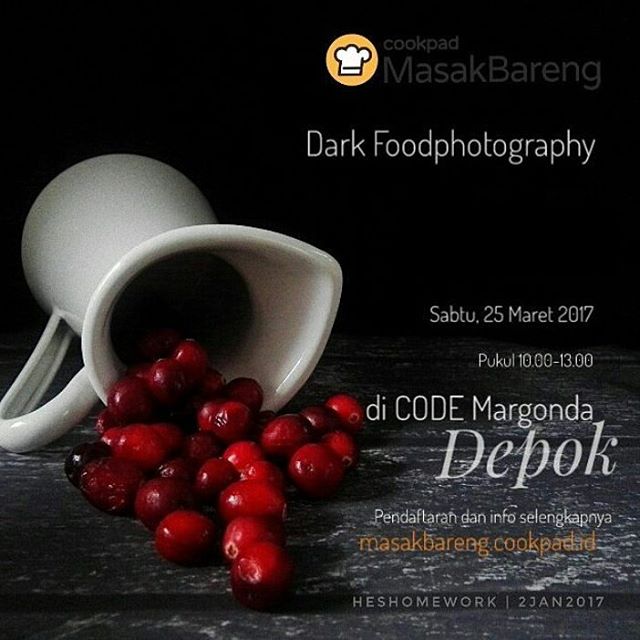 cookpad
MasakBareng
Dark Foodphotography
Sabtu, 25 Maret 2017
Pukul 10.00-13.00
di CODE Margonda
Depok
Pendaftaran dan info selengkapnya
masakbareng.cookpad.id
HESHOMEWORK | 2JAN2017